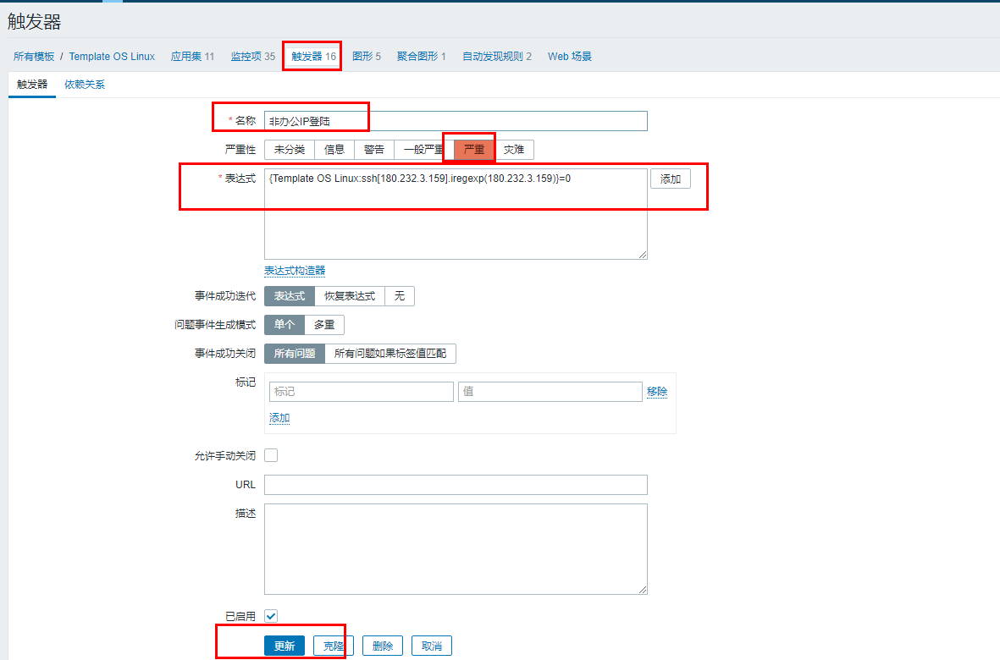 触发器
所有模板 / Template OS Linux 应用集 11 监控项 35 触发器 16 图形 5 聚合图形 1 自动发现规则 2 Web 场景
触发器 依赖关系
* 名称 非办公IP登陆
严重性 未分类 信息 警告 一般严重 严重 灾难
* 表达式 {Template OS Linux:ssh[180.232.3.159].iregexp(180.232.3.159)}=0 添加
表达式构造器
事件成功迭代 表达式 恢复表达式 无
问题事件生成模式 单个 多重
事件成功关闭 所有问题 所有问题如果标签值匹配
标记 标记 值 移除
添加
允许手动关闭
URL
描述
已启用
更新 克隆 删除 取消